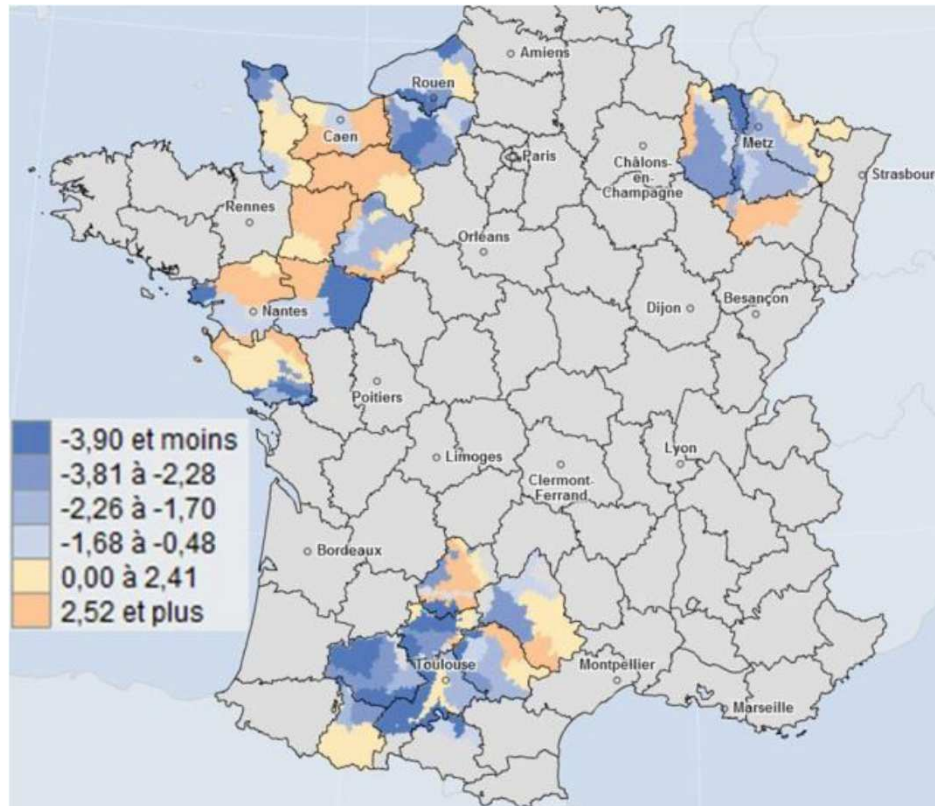 Amiens
Rouen
Caen
Metz
Paris
Châlons-
en-
Champagne
Strasbour
Rennes
Orléans
Nantes
Dijon
Besançon
Poitiers
-3,90 et moins
-3,81 à -2,28
-2,26 à -1,70
-1,68 à -0,48
0,00 à 2,41
2,52 et plus
Limoges
Lyon
Clermont-
Ferrand
Bordeaux
Toulouse
Montpellier
Marseille